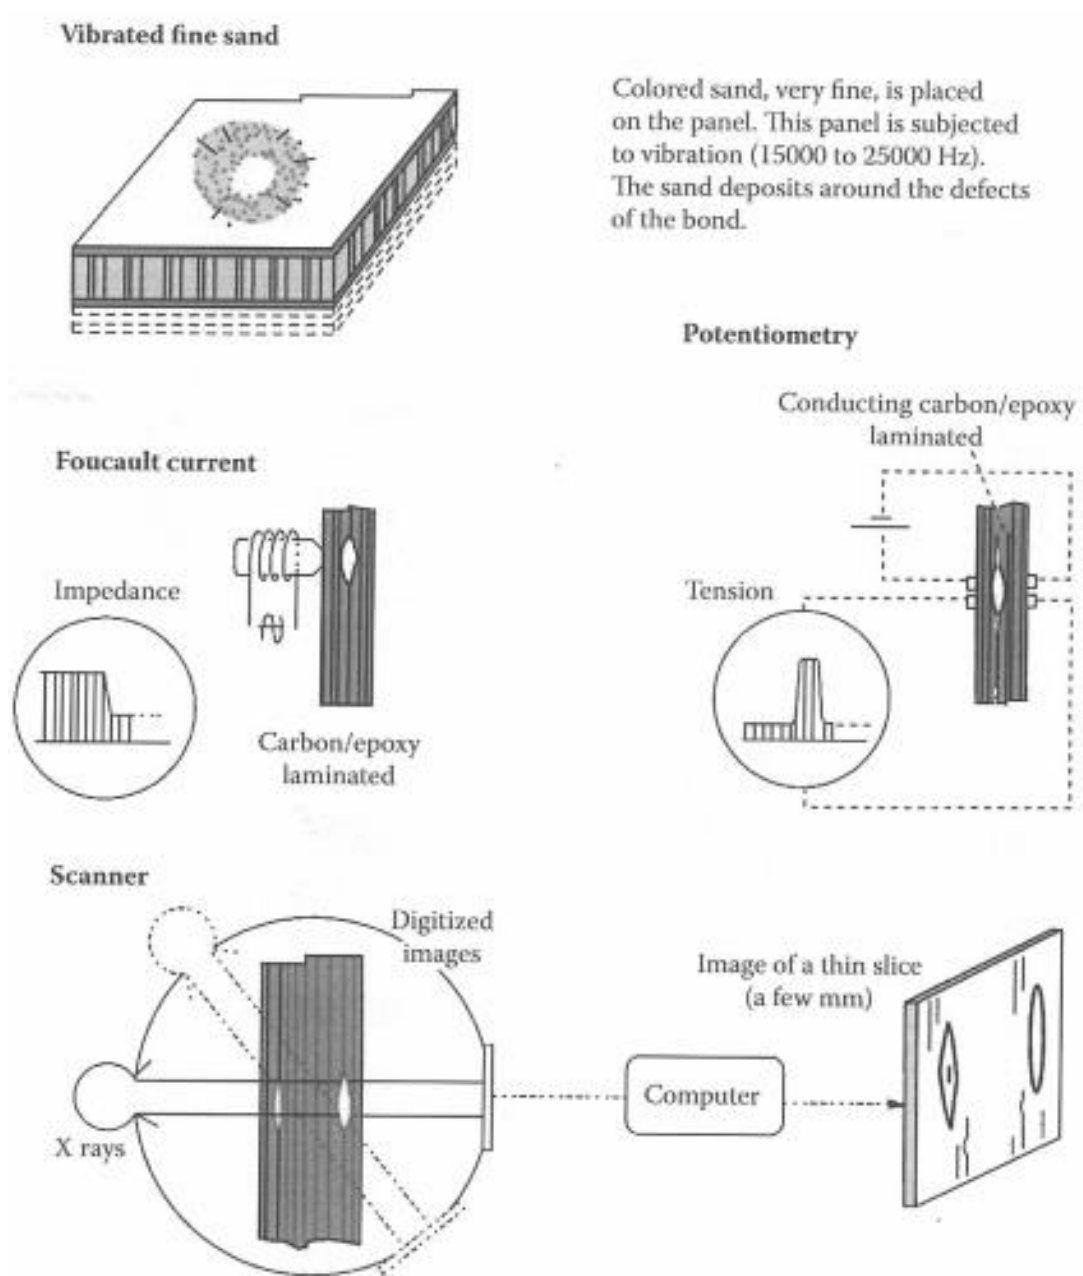 Vibrated fine sand
Colored sand, very fine, is placed
on the panel. This panel is subjected
to vibration (15000 to 25000 Hz).
The sand deposits around the defects
of the bond.
Potentiometry
Conducting carbon/epoxy
laminated
Foucault current
Impedance
Tension
Carbon/epoxy
laminated
Scanner
Digitized
images
Image of a thin slice
(a few mm)
Computer
X rays